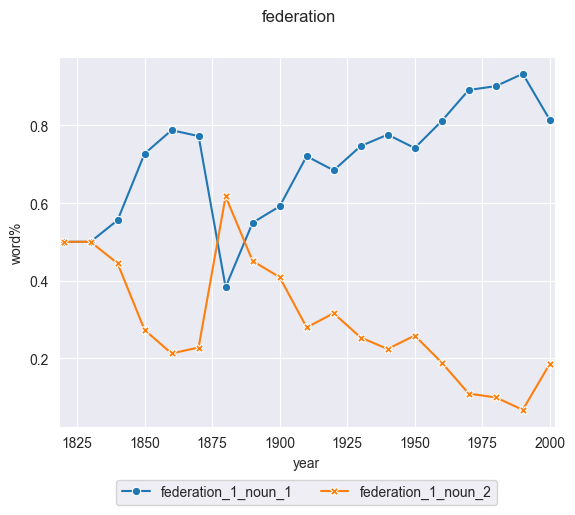 federation
word%
0.8
0.6
0.4
0.2
1825 1850 1875 1900 1925 1950 1975 2000
year
federation_1_noun_1 federation_1_noun_2